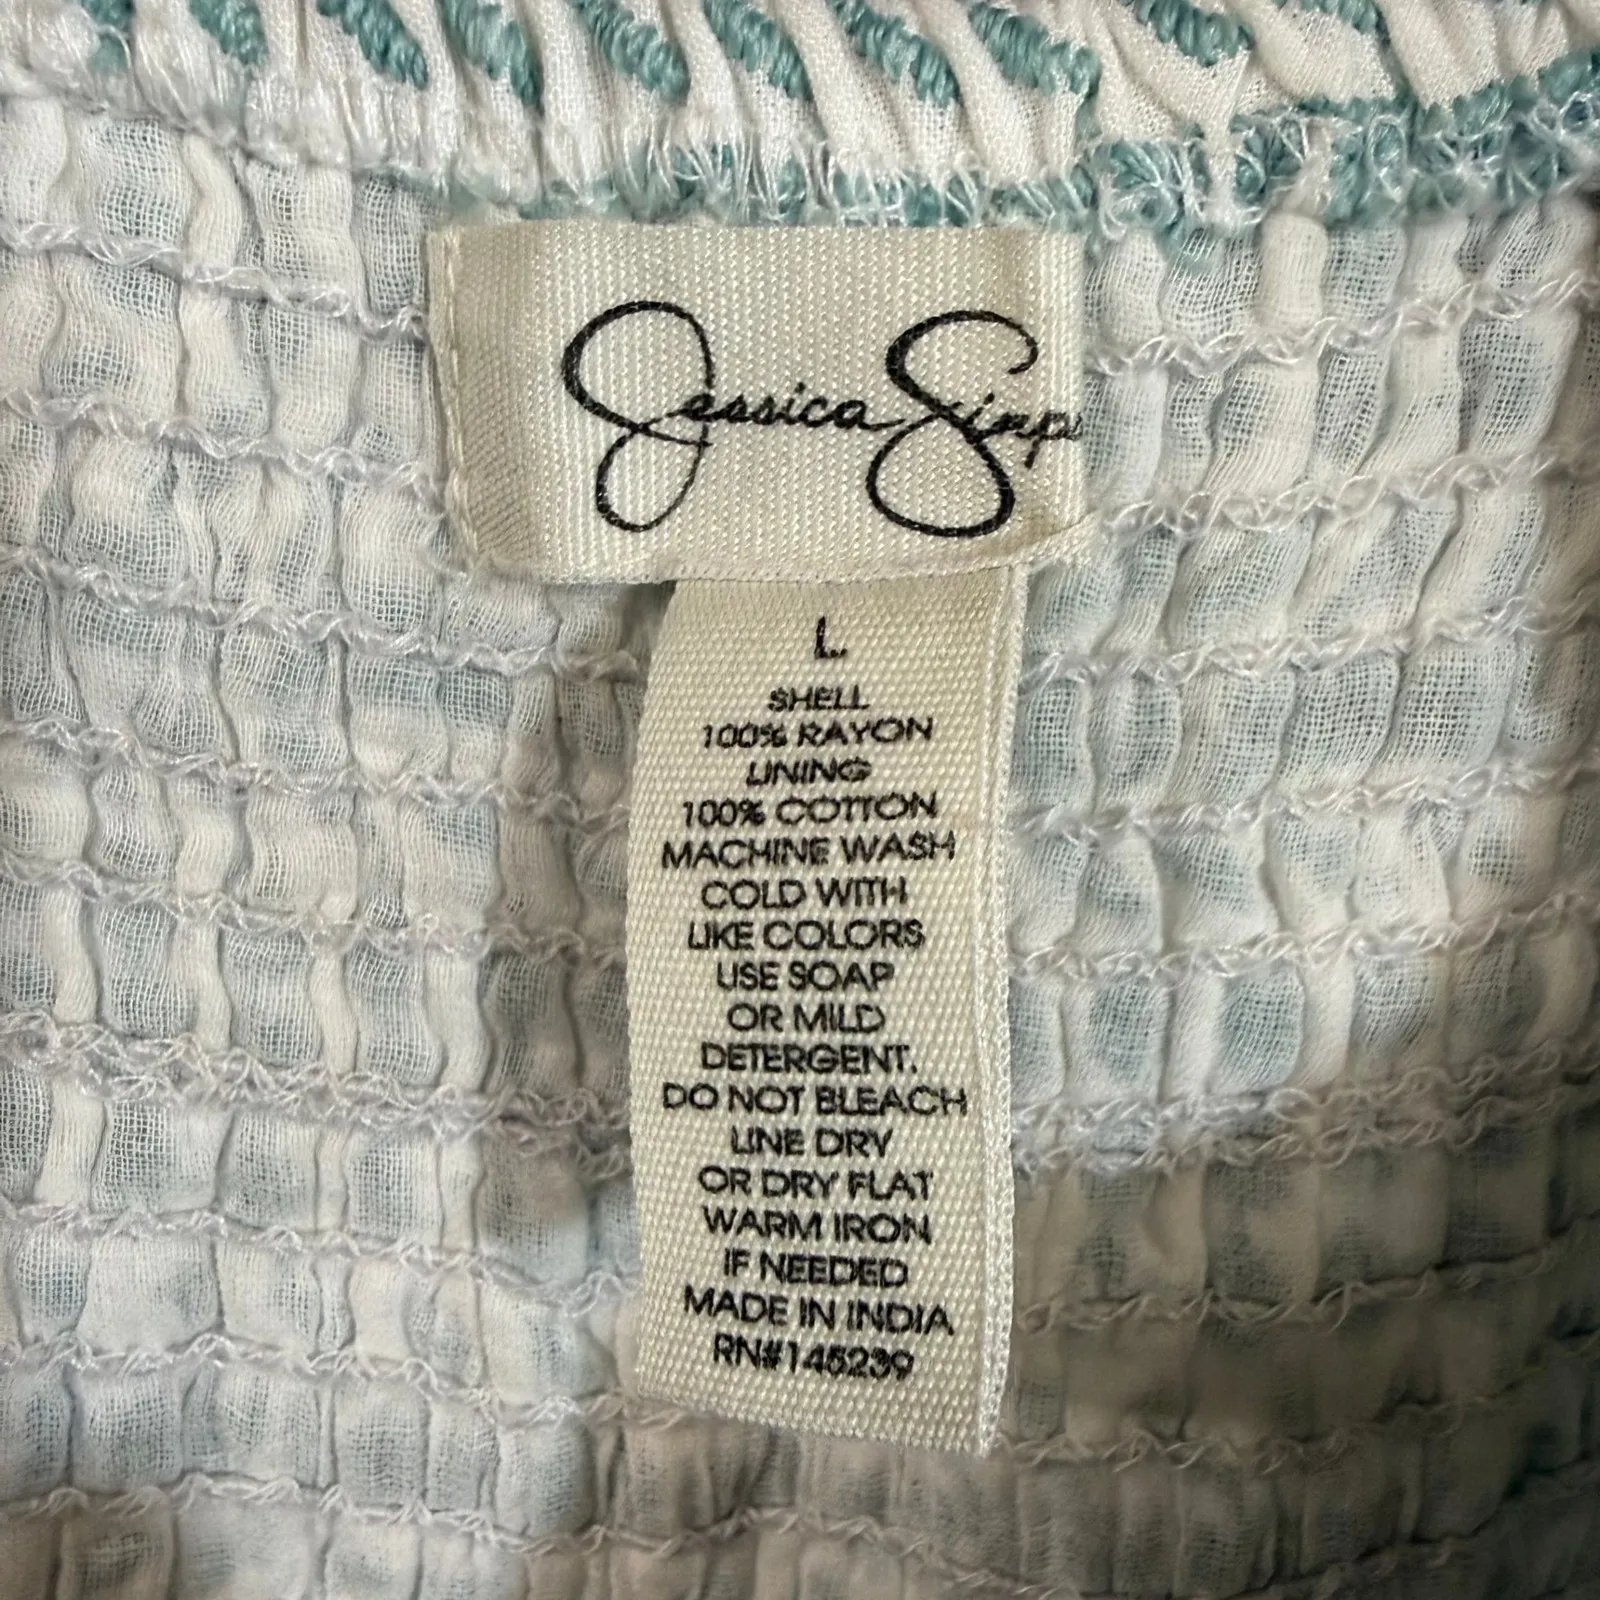 Jessica Simp
L
SHELL
100% RAYON
LINING
100% COTTON
MACHINE WASH
COLD WITH
LIKE COLORS
USE SOAP
OR MILD
DETERGENT.
DO NOT BLEACH
LINE DRY
OR DRY FLAT
WARM IRON
IF NEEDED
MADE IN INDIA
RN#145239